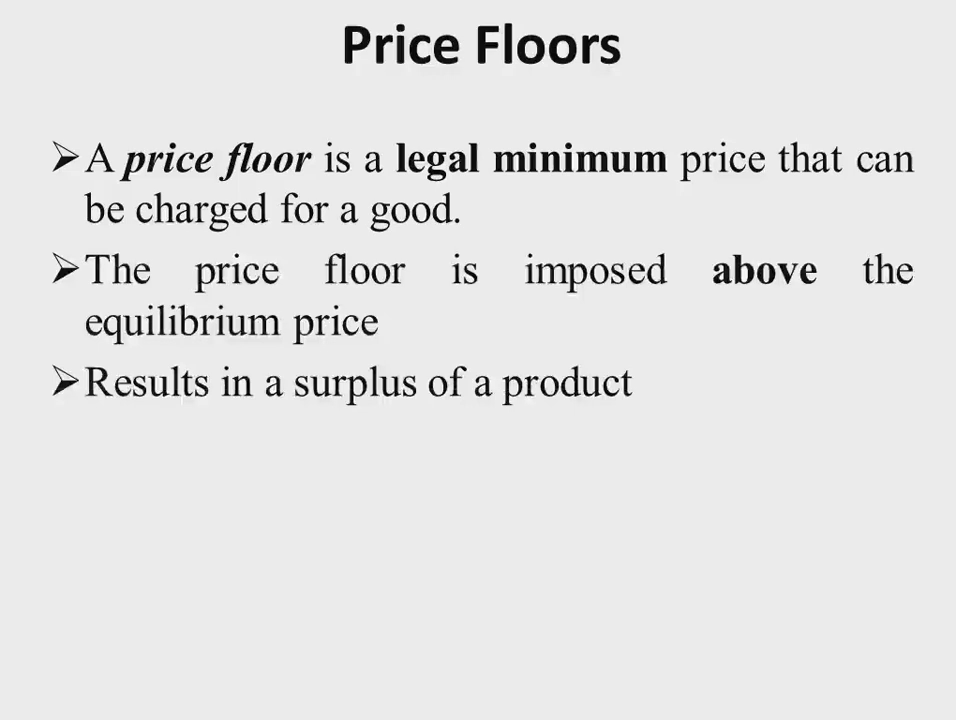 Price Floors
➢A price floor is a legal minimum price that can
be charged for a good.
➢The price floor is imposed above the
equilibrium price
➢Results in a surplus of a product